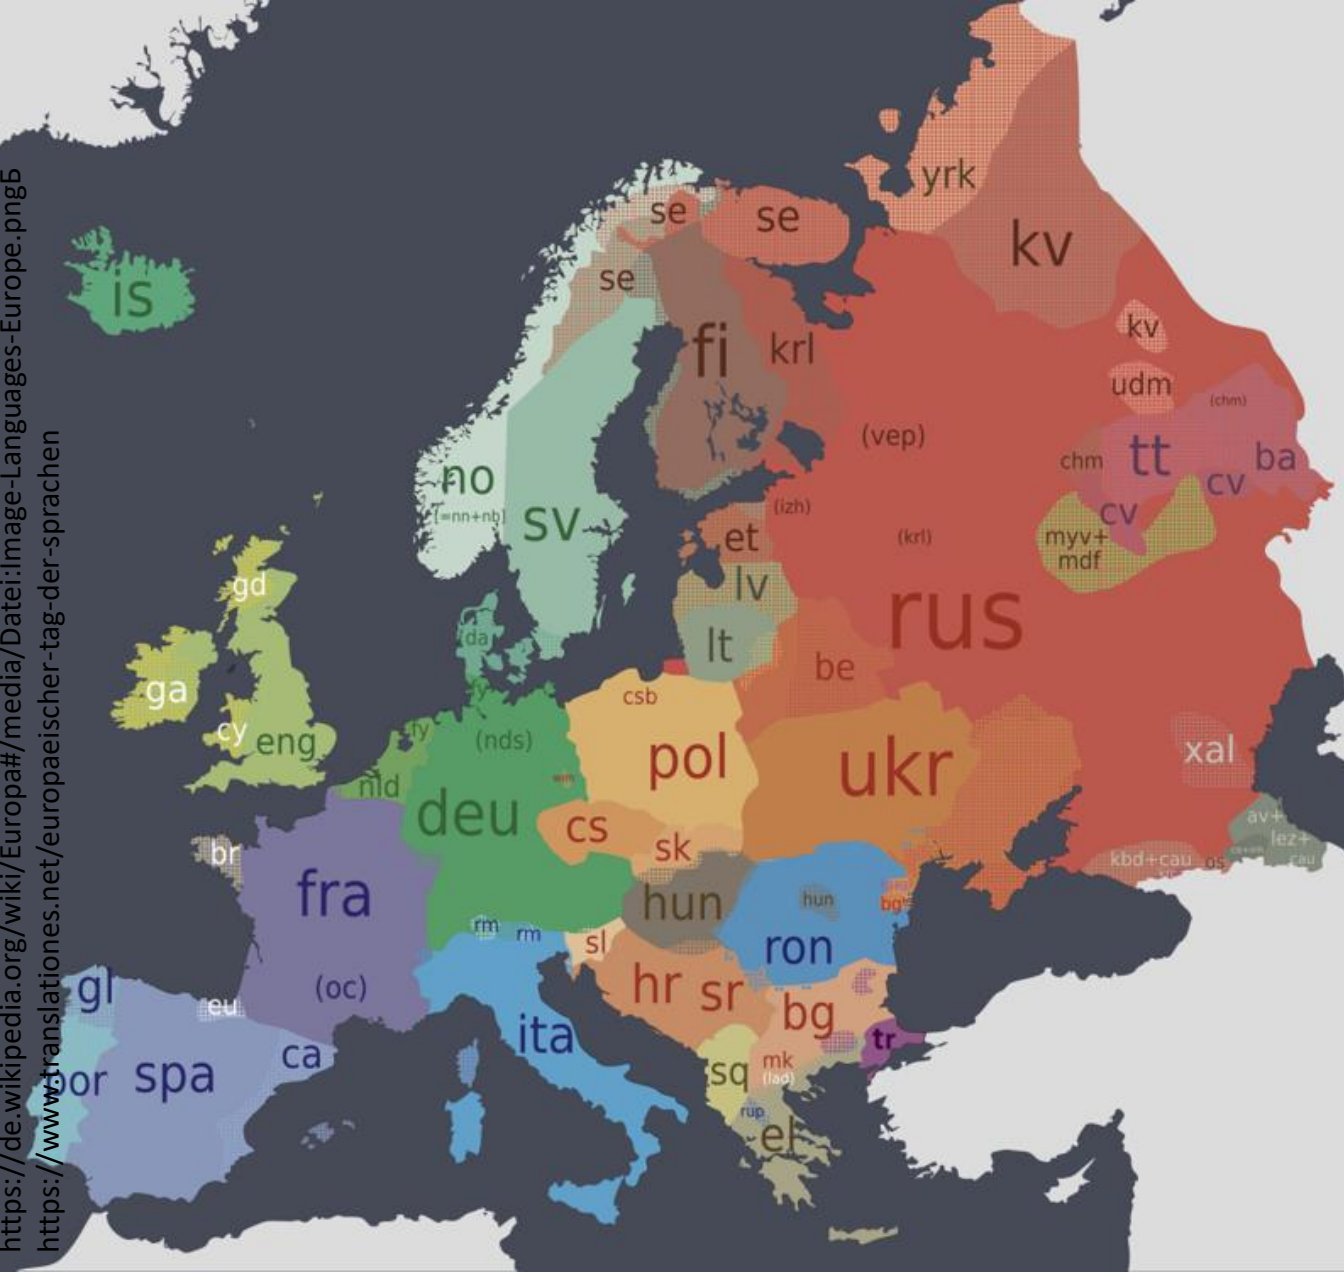 https://de.wikipedia.org/wiki/Europa#/media/Datei:Image-Languages-Europe.png5
https://www.translationes.net/europaeischer-tag-der-sprachen
yrk
se
se
kv
is
se
kv
fi
krl
udm
(chm)
(vep)
chm
tt
ba
no
cv
[=nn+nb]
sv
(izh)
cv
et
(krl)
myv+
mdf
gd
lv
rus
da
lt
be
ga
csb
fy
cy
eng
fy
(nds)
pol
ukr
xal
nld
deu
cs
av+
br
sk
lez+
kbd+cau
os
cau
fra
hun
hun
bg
rm
rm
sl
ron
gl
(oc)
hr
sr
eu
bg
ita
tr
ca
por
spa
sq
mk
(lad)
rup
el